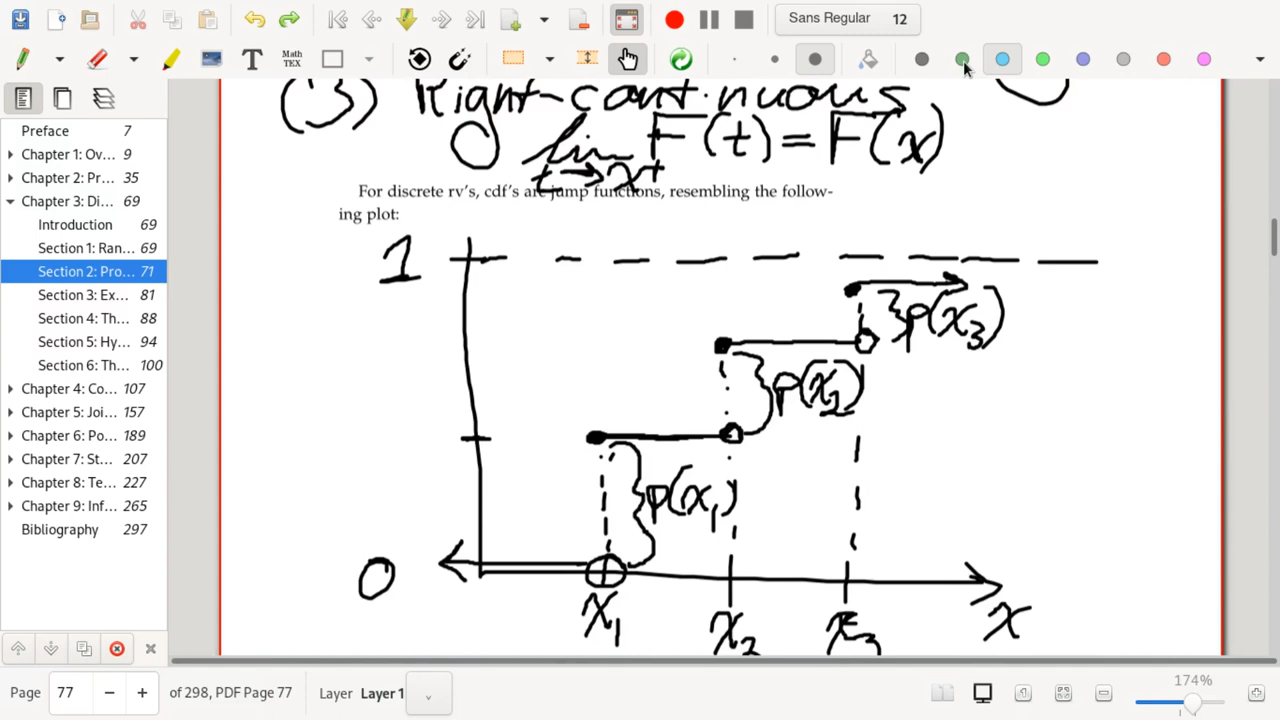 Sans Regular 12
Math TEX
Preface 7
Chapter 1: Ov... 9
Chapter 2: Pr... 35
Chapter 3: Di... 69
Introduction 69
Section 1: Ran... 69
Section 2: Pro... 71
Section 3: Ex... 81
Section 4: Th... 88
Section 5: Hy... 94
Section 6: Th... 100
Chapter 4: Co... 107
Chapter 5: Joi... 157
Chapter 6: Po... 189
Chapter 7: St... 207
Chapter 8: Te... 227
Chapter 9: Inf... 265
Bibliography 297
(3) Right-continuous
lim F(t) = F(x)
t→x⁺
For discrete rv's, cdf's are jump functions, resembling the follow-
ing plot:
1
p(x₃)
p(x₂)
p(x₁)
0
x₁ x₂ x₃ x
Page 77 of 298, PDF Page 77 Layer Layer 1 174%